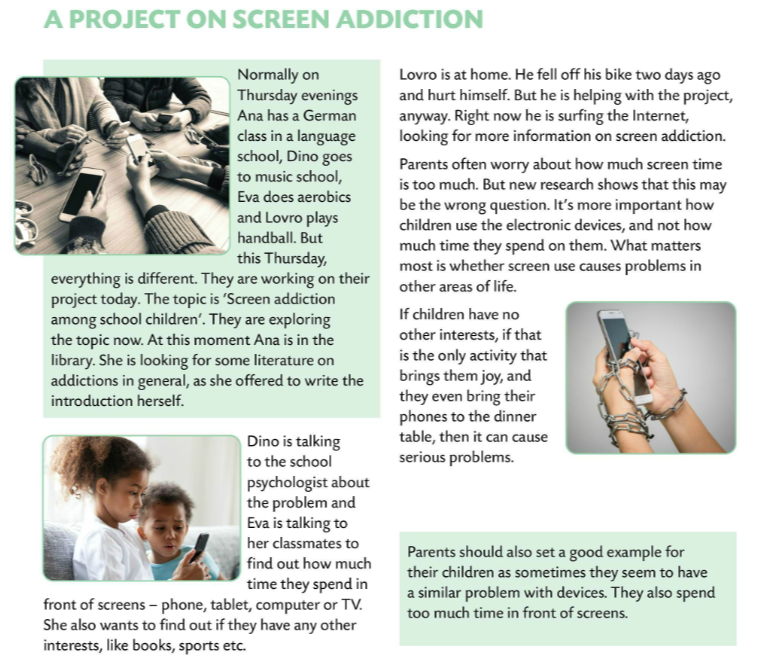 A PROJECT ON SCREEN ADDICTION
Normally on
Thursday evenings
Ana has a German
class in a language
school, Dino goes
to music school,
Eva does aerobics
and Lovro plays
handball. But
this Thursday,
everything is different. They are working on their
project today. The topic is ‘Screen addiction
among school children’. They are exploring
the topic now. At this moment Ana is in the
library. She is looking for some literature on
addictions in general, as she offered to write the
introduction herself.
Dino is talking
to the school
psychologist about
the problem and
Eva is talking to
her classmates to
find out how much
time they spend in
front of screens – phone, tablet, computer or TV.
She also wants to find out if they have any other
interests, like books, sports etc.
Lovro is at home. He fell off his bike two days ago
and hurt himself. But he is helping with the project,
anyway. Right now he is surfing the Internet,
looking for more information on screen addiction.
Parents often worry about how much screen time
is too much. But new research shows that this may
be the wrong question. It’s more important how
children use the electronic devices, and not how
much time they spend on them. What matters
most is whether screen use causes problems in
other areas of life.
If children have no
other interests, if that
is the only activity that
brings them joy, and
they even bring their
phones to the dinner
table, then it can cause
serious problems.
Parents should also set a good example for
their children as sometimes they seem to have
a similar problem with devices. They also spend
too much time in front of screens.